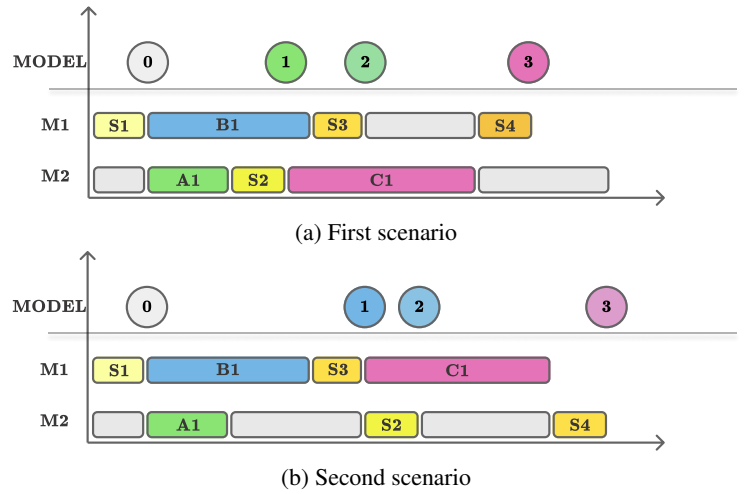 MODEL 0 1 2 3
M1 S1 B1 S3 S4
M2 A1 S2 C1
(a) First scenario
MODEL 0 1 2 3
M1 S1 B1 S3 C1
M2 A1 S2 S4
(b) Second scenario